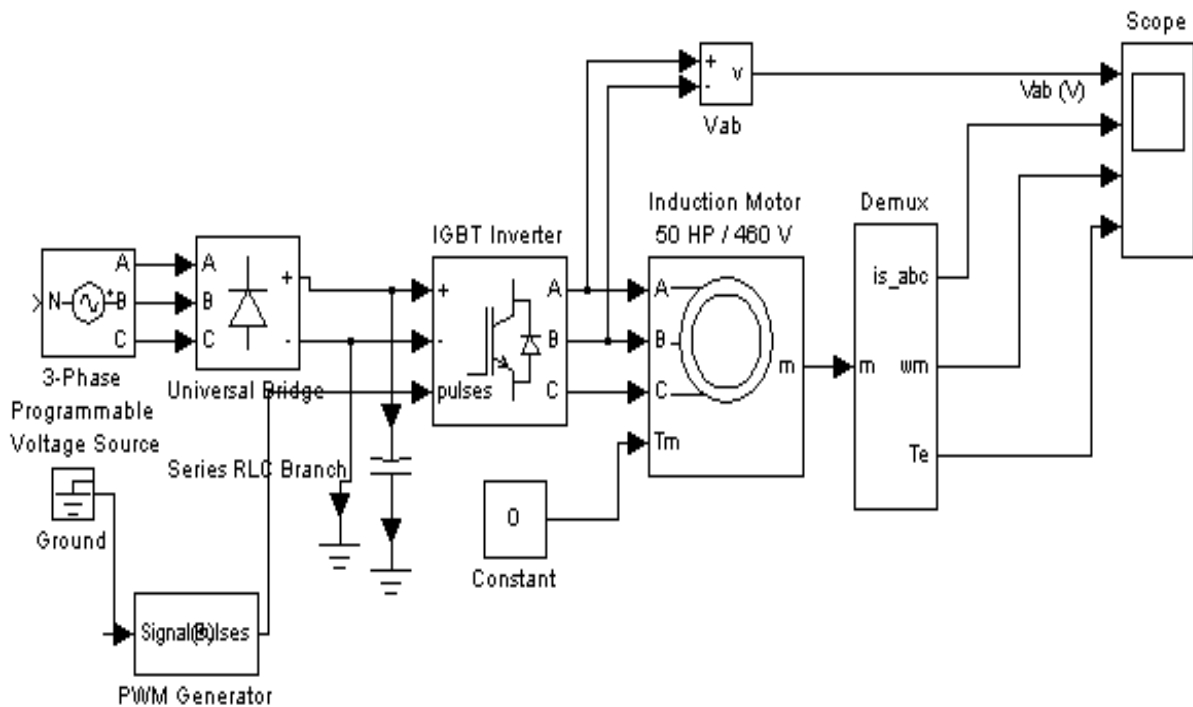 Scope
+
-
v
Vab
Vab (V)
Induction Motor
50 HP / 460 V
Demux
IGBT Inverter
N
A
B
C
3-Phase
Programmable
Voltage Source
A
B
C
+
-
Universal Bridge
+
-
pulses
A
B
C
A
B
C
Tm
m
m
is_abc
wm
Te
Series RLC Branch
Ground
0
Constant
Signal(s)
Pulses
PWM Generator